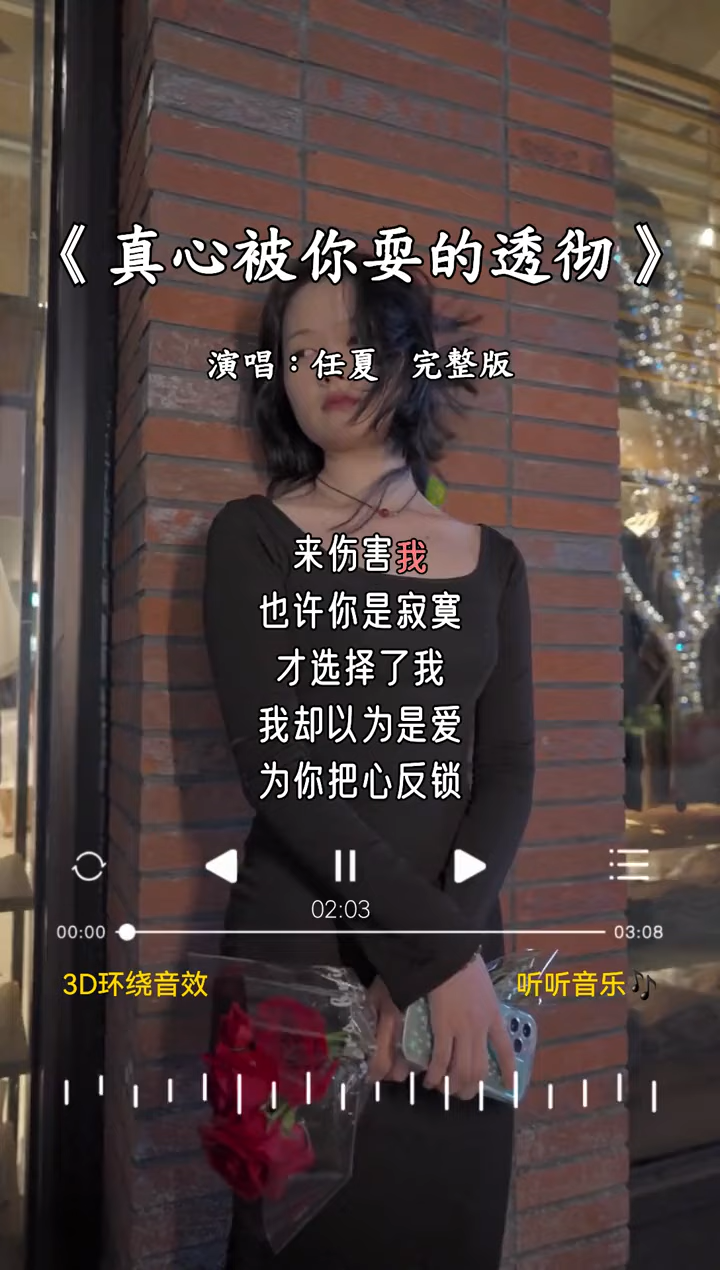 《真心被你耍的透彻》
演唱：任夏 完整版
来伤害我
也许你是寂寞
才选择了我
我却以为是爱
为你把心反锁
02:03
00:00 03:08
3D环绕音效 听听音乐🎶